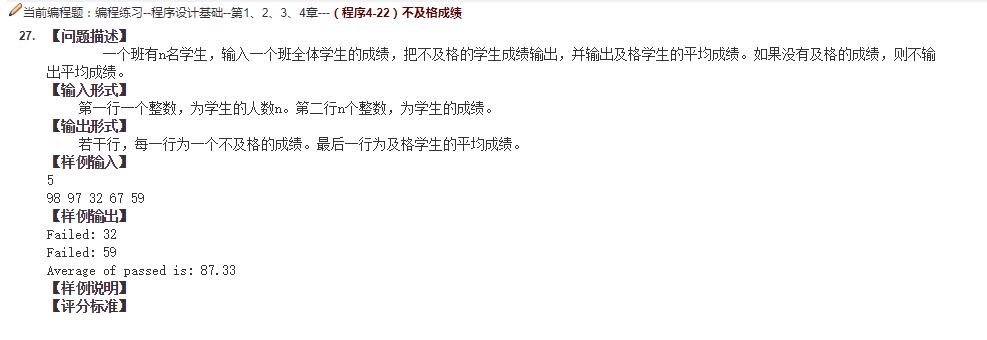 当前编程题：编程练习--程序设计基础--第1、2、3、4章---（程序4-22）不及格成绩
27. 【问题描述】
一个班有n名学生，输入一个班全体学生的成绩，把不及格的学生成绩输出，并输出及格学生的平均成绩。如果没有及格的成绩，则不输
出平均成绩。
【输入形式】
第一行一个整数，为学生的人数n。第二行n个整数，为学生的成绩。
【输出形式】
若干行，每一行为一个不及格的成绩。最后一行为及格学生的平均成绩。
【样例输入】
5
98 97 32 67 59
【样例输出】
Failed: 32
Failed: 59
Average of passed is: 87.33
【样例说明】
【评分标准】